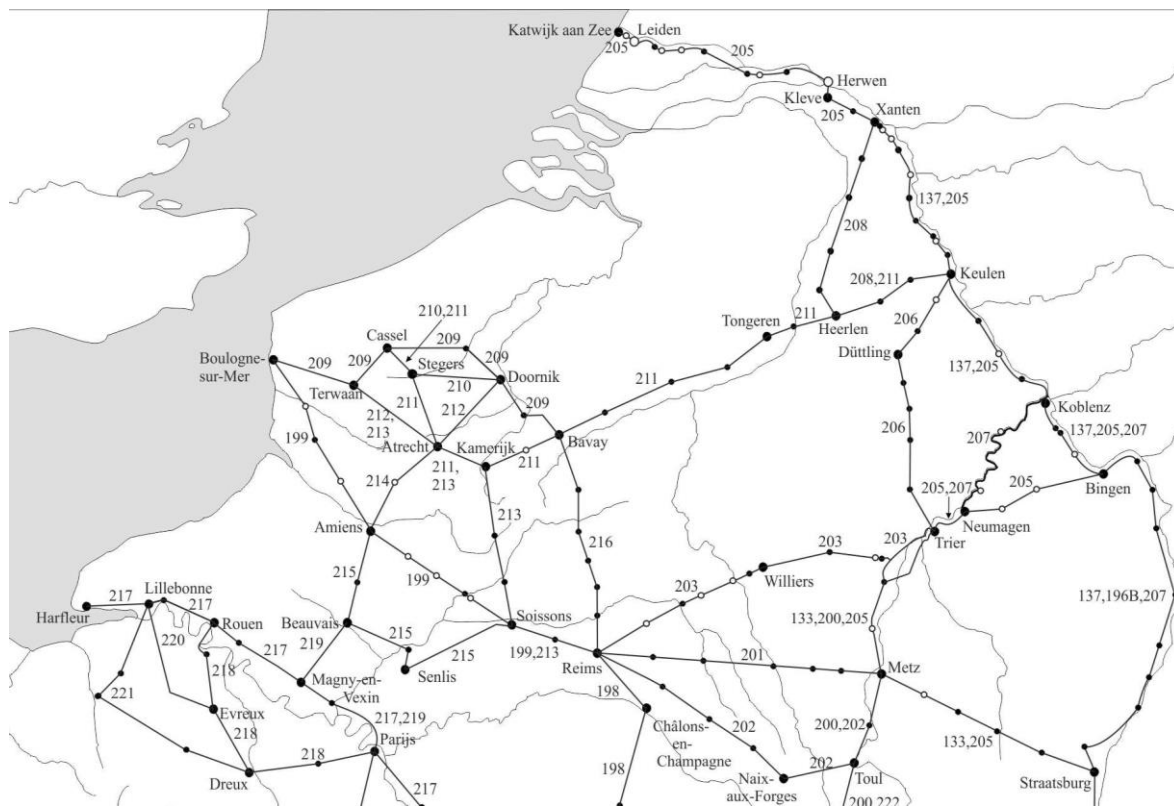 Katwijk aan Zee
Leiden
205
205
Herwen
Kleve
205
Xanten
137,205
208
208,211
Keulen
210,211
Cassel
209
Stegers
209
Boulogne-
sur-Mer
209
209
Terwaan
210
Doornik
211
212
209
212,
213
Atrecht
Kamerijk
211,
213
211
Bavay
211
Tongeren
211
Heerlen
206
Düttling
137,205
Koblenz
137,205,207
207
206
205
Bingen
205,207
Neumagen
Trier
199
214
Amiens
213
216
203
203
Williers
203
137,196B,207
199
215
Lillebonne
217
Harfleur
217
Rouen
220
Beauvais
215
Soissons
133,200,205
217
219
215
199,213
218
Senlis
Reims
201
Metz
Magny-en-
Vexin
221
198
217,219
Evreux
218
Châlons-
en-
Champagne
202
200,202
133,205
Parijs
218
Dreux
217
198
Naix-
aux-Forges
202
Toul
Straatsburg
200,222